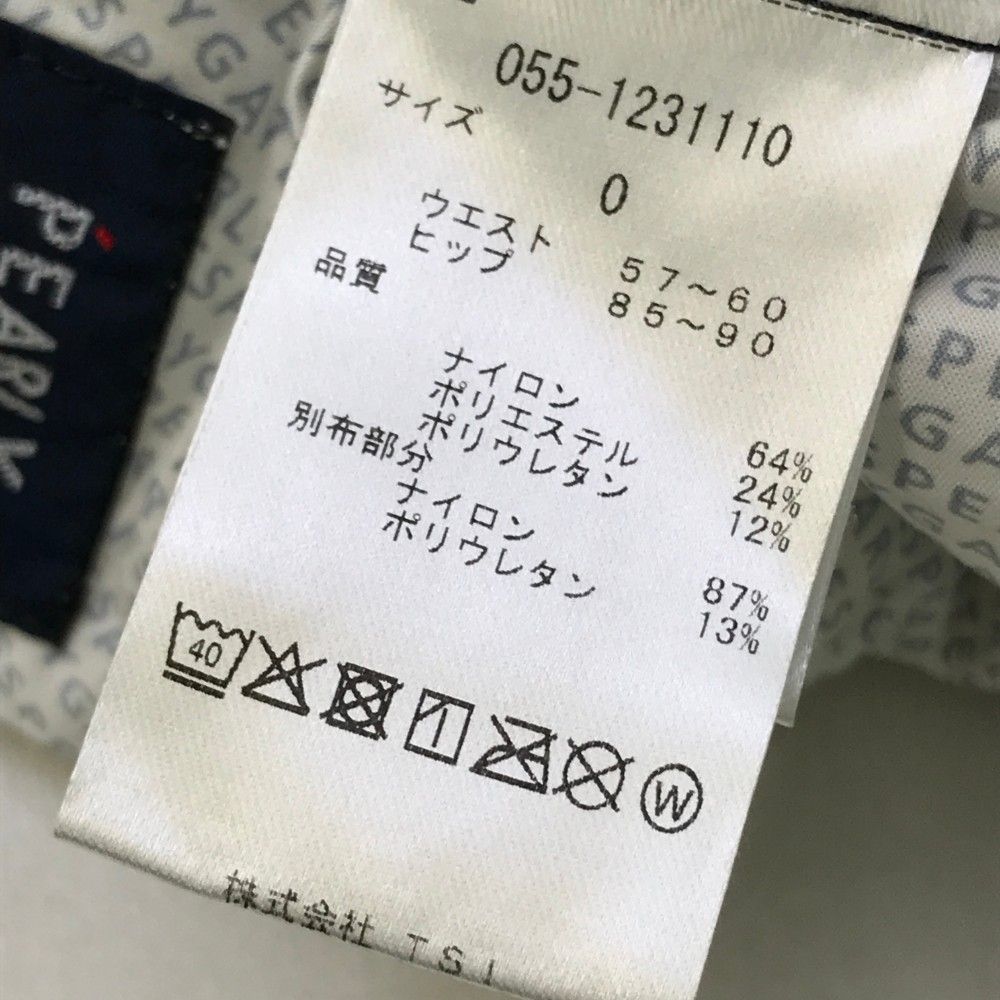 055-1231110
サイズ
0
ウエスト 57～60
ヒップ 85～90
品質
ナイロン 64%
ポリエステル 24%
ポリウレタン 12%
別布部分
ナイロン 87%
ポリウレタン 13%
40
W
株式会社 TSI
PEARLY